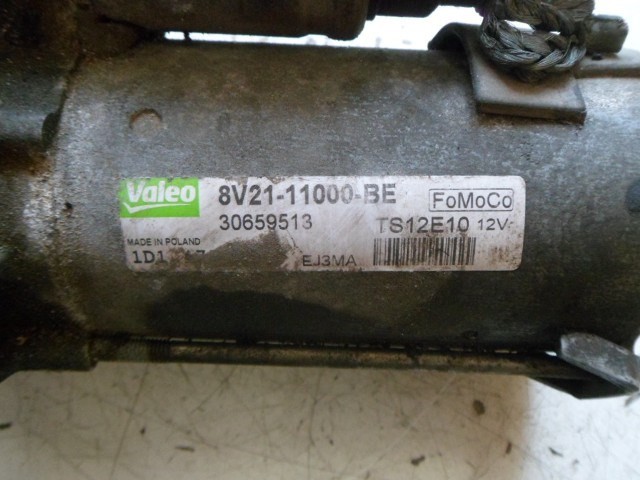 Valeo 8V21-11000-BE FoMoCo
30659513 TS12E10 12V
MADE IN POLAND
EJ3MA